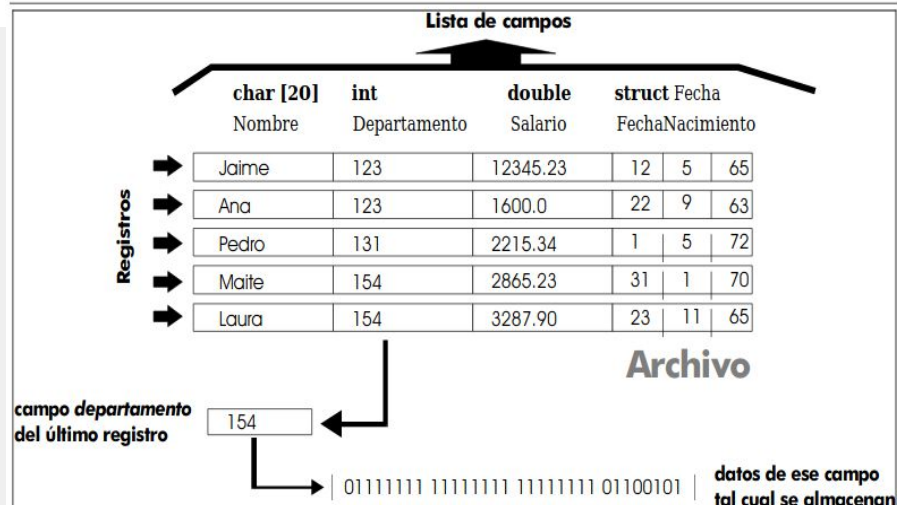 Lista de campos
char [20] int double struct Fecha
Nombre Departamento Salario FechaNacimiento
Registros
Jaime 123 12345.23 12 5 65
Ana 123 1600.0 22 9 63
Pedro 131 2215.34 1 5 72
Maite 154 2865.23 31 1 70
Laura 154 3287.90 23 11 65
Archivo
campo departamento
del último registro
154
01111111 11111111 11111111 01100101
datos de ese campo
tal cual se almacenan